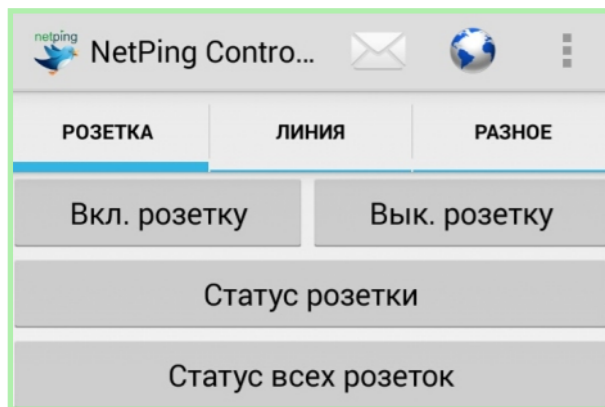 netping
NetPing Contro...
РОЗЕТКА ЛИНИЯ РАЗНОЕ
Вкл. розетку Вык. розетку
Статус розетки
Статус всех розеток